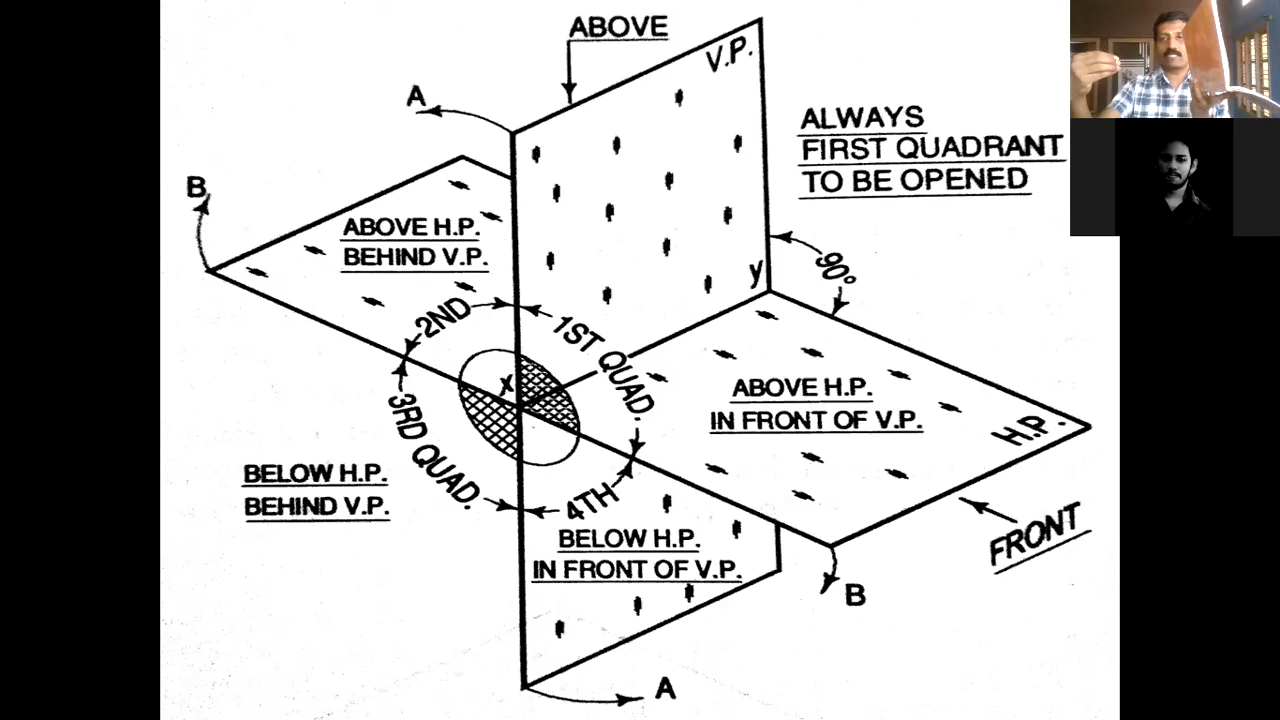 ABOVE
V.P.
A
ALWAYS
FIRST QUADRANT
TO BE OPENED
B
ABOVE H.P.
BEHIND V.P.
y
90°
2ND
1ST QUAD.
x
3RD QUAD.
4TH
ABOVE H.P.
IN FRONT OF V.P.
H.P.
BELOW H.P.
BEHIND V.P.
BELOW H.P.
IN FRONT OF V.P.
FRONT
B
A